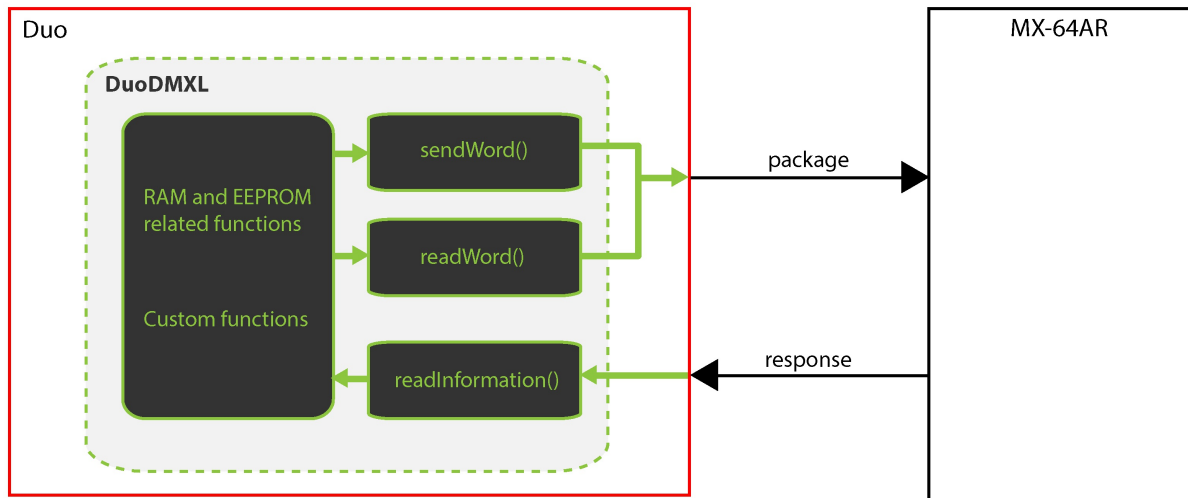 Duo
MX-64AR
DuoDMXL
sendWord()
package
RAM and EEPROM
related functions
readWord()
Custom functions
response
readInformation()